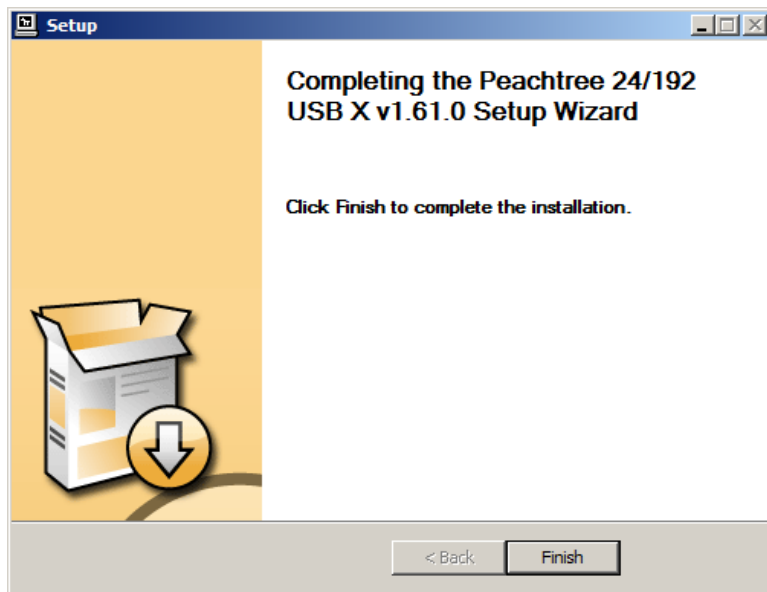 Setup
Completing the Peachtree 24/192
USB X v1.61.0 Setup Wizard
Click Finish to complete the installation.
< Back
Finish